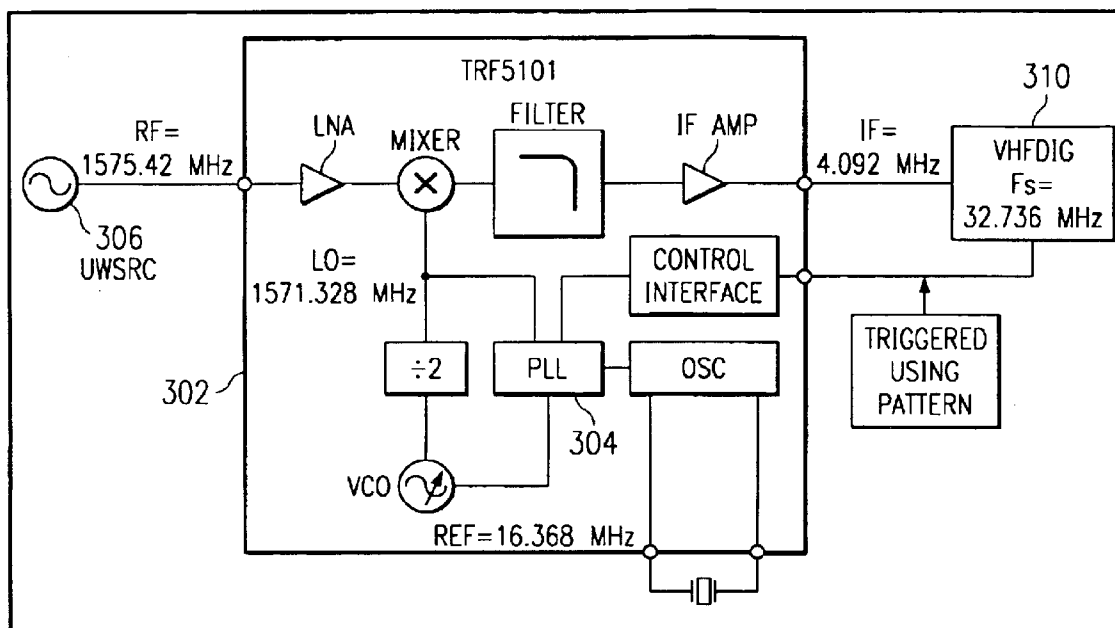 TRF5101
310
RF=
1575.42 MHz
LNA
MIXER
FILTER
IF AMP
IF=
4.092 MHz
VHFDIG
Fs=
32.736 MHz
306
UWSRC
LO=
1571.328 MHz
CONTROL
INTERFACE
302
÷2
PLL
OSC
TRIGGERED
USING
PATTERN
304
VCO
REF=16.368 MHz